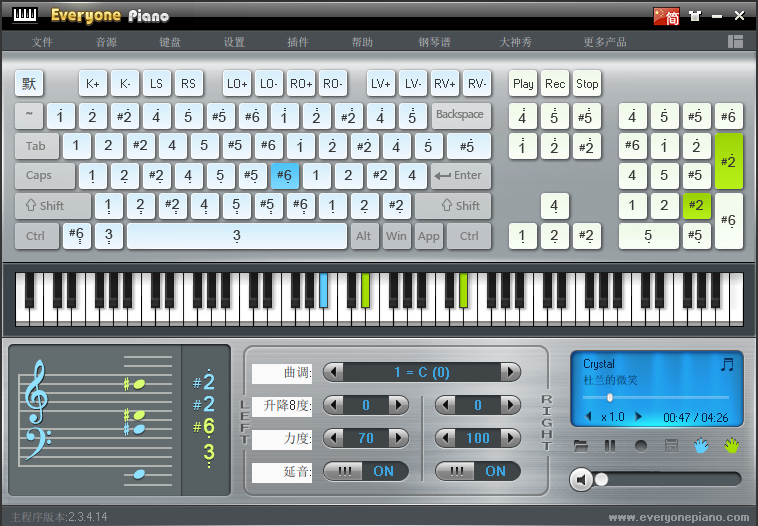 Everyone Piano 简
文件 音源 键盘 设置 插件 帮助 钢琴谱 大神秀 更多产品
默 K+ K- LS RS LO+ LO- RO+ RO- LV+ LV- RV+ RV- Play Rec Stop
~ 1 2 #2 4 5 #5 #6 1 2 #2 4 5 Backspace 4 5 #5 4 5 #5 #6
Tab 1 2 #2 4 5 #5 #6 1 2 #2 4 5 #5 1 2 #2 #6 1 2 #2
Caps 1 2 #2 4 5 #5 #6 1 2 #2 4 Enter 4 5 #5
Shift 1 2 #2 4 5 #5 #6 1 2 #2 Shift 4 1 2 #2 #6
Ctrl #6 3 3 Alt Win App Ctrl 1 2 #2 5 #5
#2
#2
#6
3
LEFT
曲调: 1 = C (0)
升降8度: 0 0
力度: 70 100
延音: ON ON
RIGHT
Crystal
杜兰的微笑
x 1.0 00:47 / 04:26
主程序版本:2.3.4.14 www.everyonepiano.com